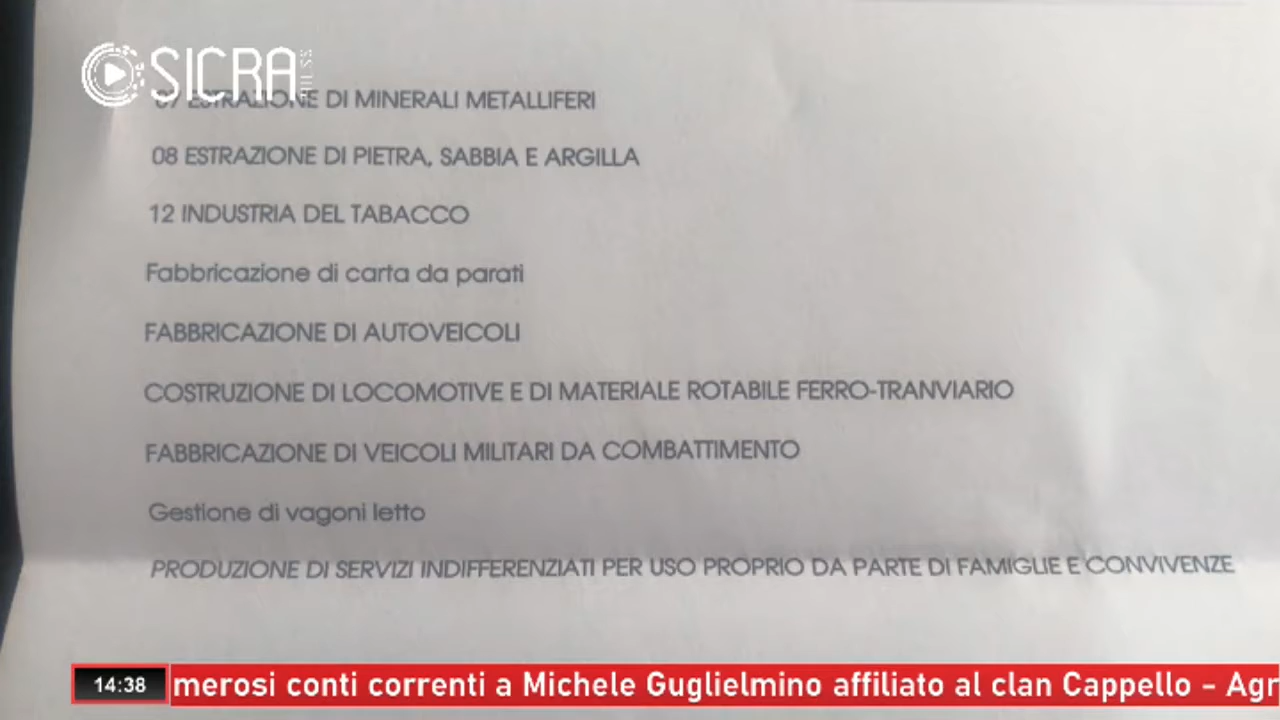 SICRA
PRESS
07 ESTRAZIONE DI MINERALI METALLIFERI
08 ESTRAZIONE DI PIETRA, SABBIA E ARGILLA
12 INDUSTRIA DEL TABACCO
Fabbricazione di carta da parati
FABBRICAZIONE DI AUTOVEICOLI
COSTRUZIONE DI LOCOMOTIVE E DI MATERIALE ROTABILE FERRO-TRANVIARIO
FABBRICAZIONE DI VEICOLI MILITARI DA COMBATTIMENTO
Gestione di vagoni letto
PRODUZIONE DI SERVIZI INDIFFERENZIATI PER USO PROPRIO DA PARTE DI FAMIGLIE E CONVIVENZE
14:38 merosi conti correnti a Michele Guglielmino affiliato al clan Cappello - Agr